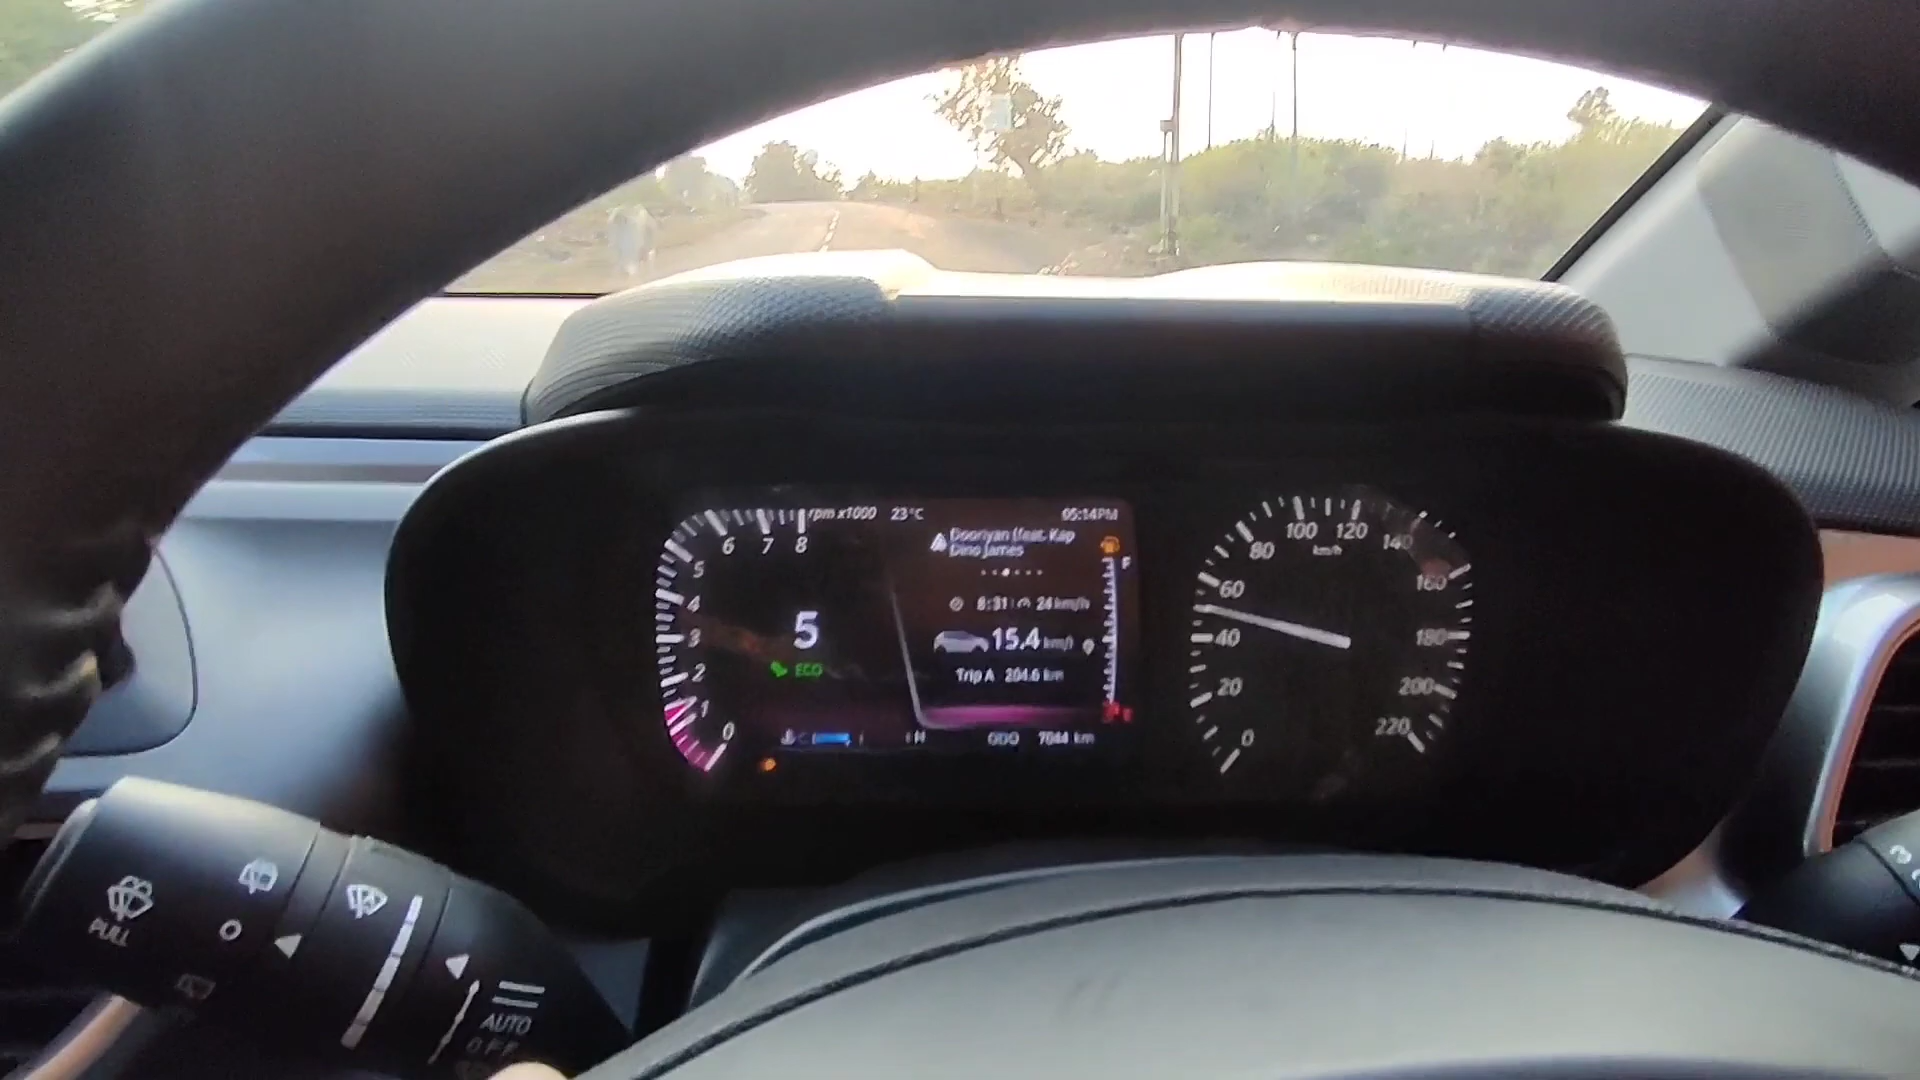 rpm x1000 23°C 05:14PM
Dooriyan (feat. Kap
Dino James
F
8:31 24 km/h
15.4 km/l
Trip A 204.6 km
5
ECO
0 1 2 3 4 5 6 7 8
C H ODO 7044 km
0 20 40 60 80 100 120 140 160 180 200 220
km/h
PULL
AUTO
OFF